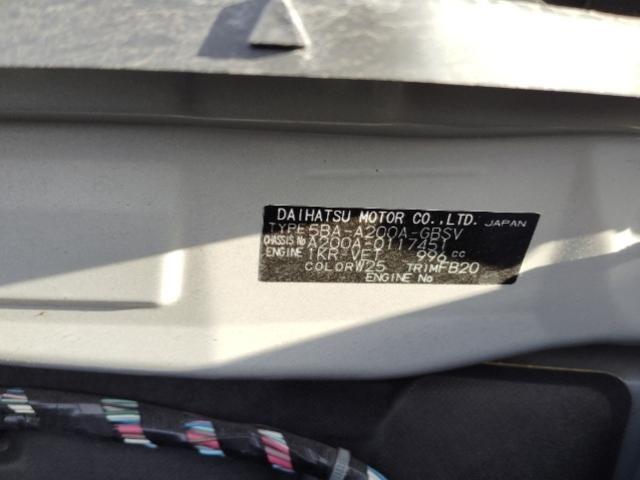 DAIHATSU MOTOR CO.,LTD. JAPAN
TYPE 5BA-A200A-GBSV
CHASSIS No A200A-0117451
ENGINE 1KR-VET 996 cc
COLOR W25 TRIM FB20
ENGINE No